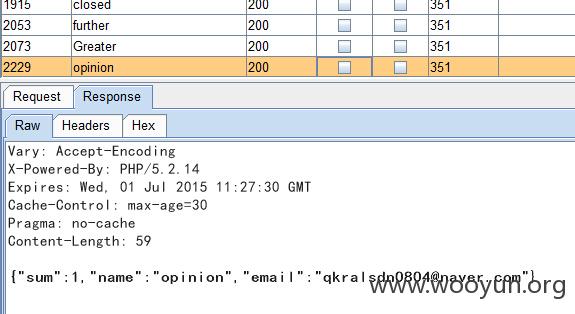 1915 closed 200 351
2053 further 200 351
2073 Greater 200 351
2229 opinion 200 351
Request Response
Raw Headers Hex
Vary: Accept-Encoding
X-Powered-By: PHP/5.2.14
Expires: Wed, 01 Jul 2015 11:27:30 GMT
Cache-Control: max-age=30
Pragma: no-cache
Content-Length: 59
{"sum":1,"name":"opinion","email":"qkralsdn0804@naver.com"}
www.wooyun.org